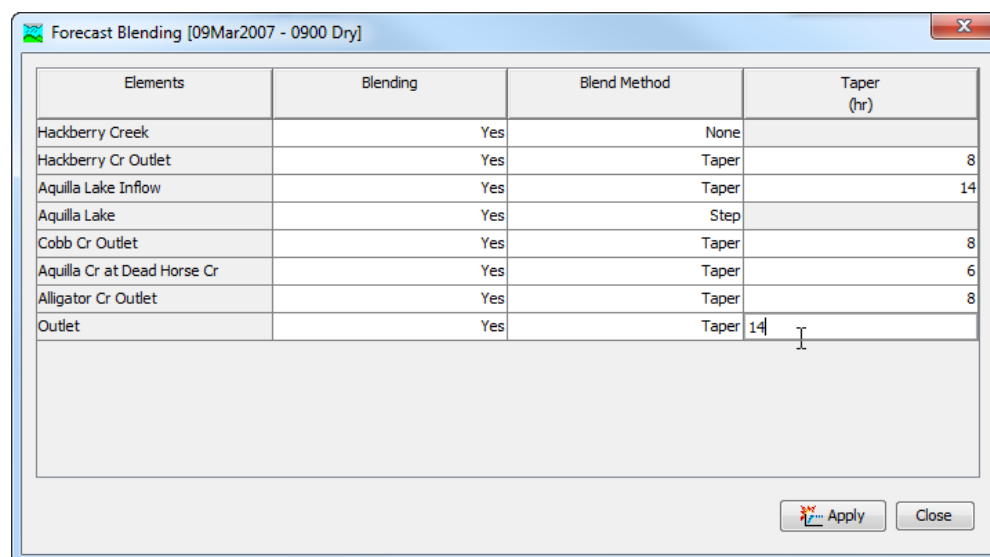 Forecast Blending [09Mar2007 - 0900 Dry]
Elements Blending Blend Method Taper
(hr)
Hackberry Creek Yes None
Hackberry Cr Outlet Yes Taper 8
Aquilla Lake Inflow Yes Taper 14
Aquilla Lake Yes Step
Cobb Cr Outlet Yes Taper 8
Aquilla Cr at Dead Horse Cr Yes Taper 6
Alligator Cr Outlet Yes Taper 8
Outlet Yes Taper 14
Apply Close